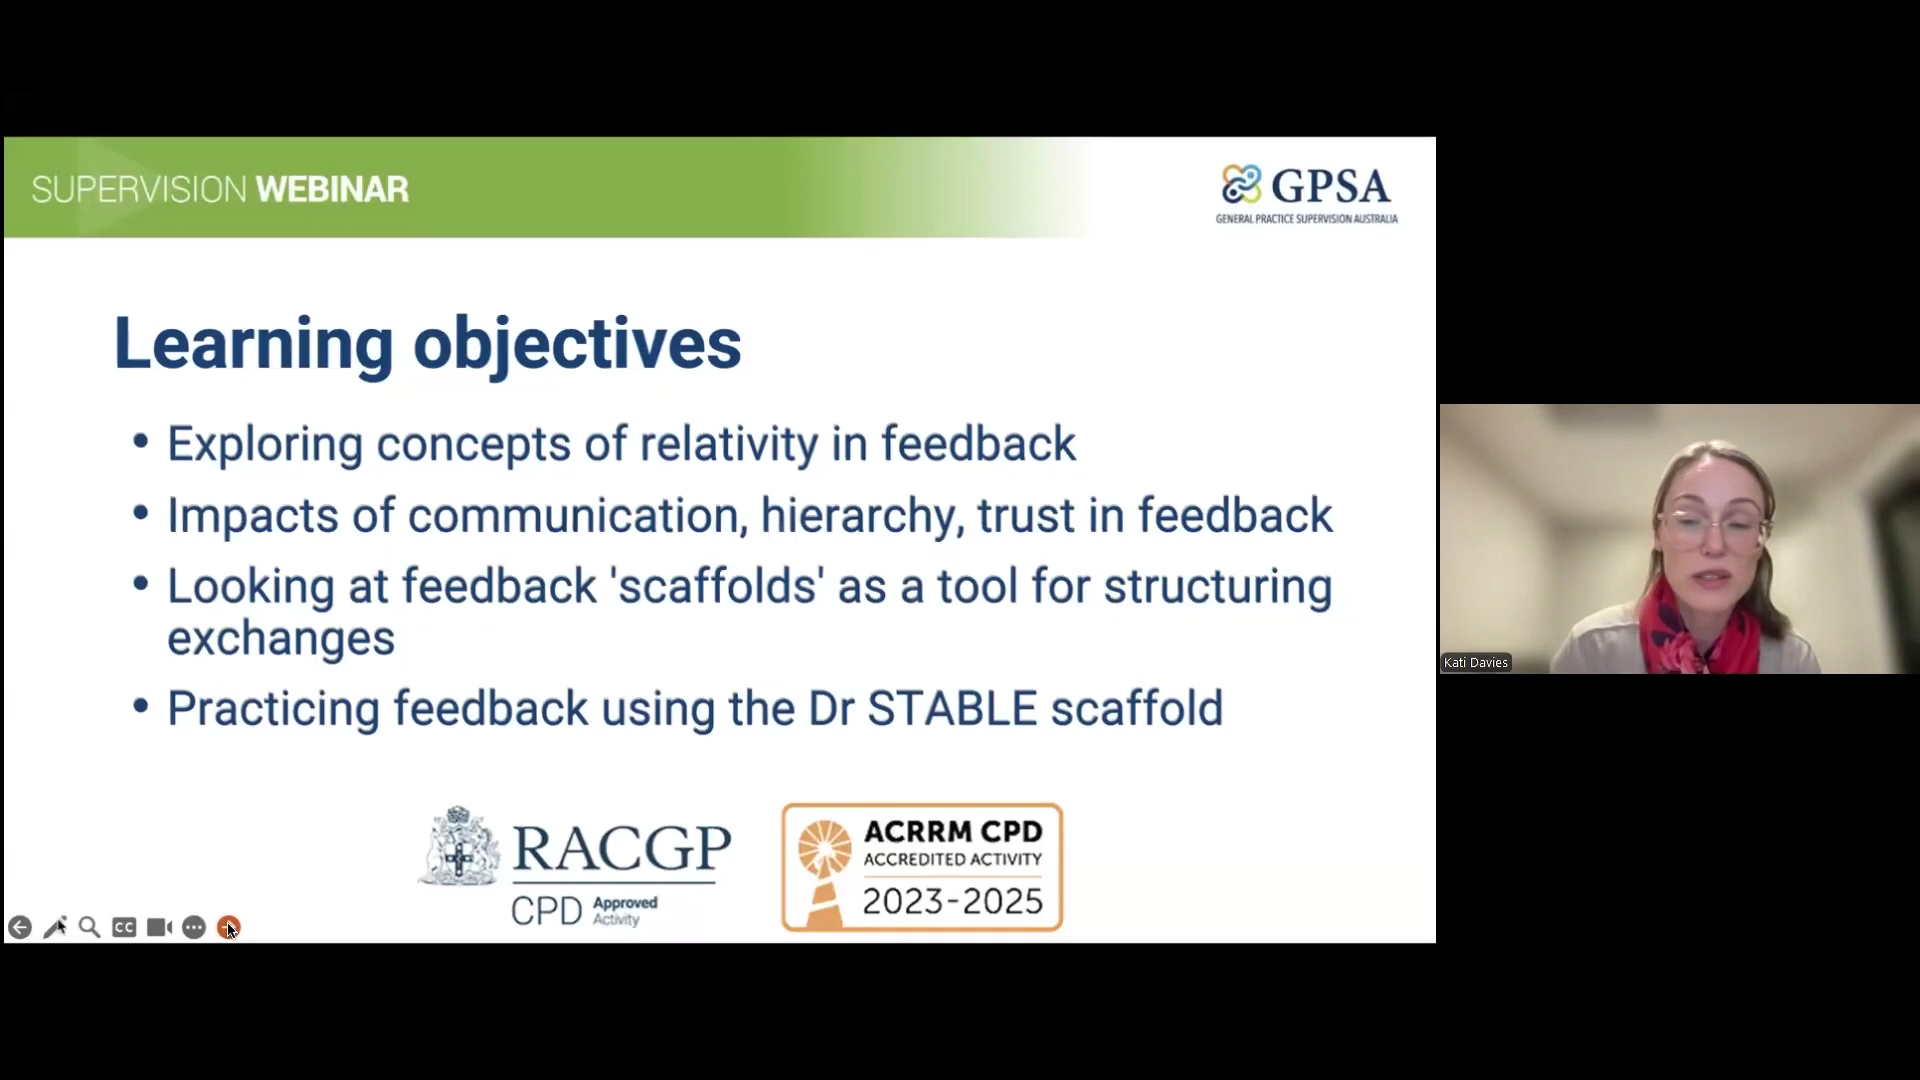 SUPERVISION WEBINAR
GPSA
GENERAL PRACTICE SUPERVISION AUSTRALIA
Learning objectives
• Exploring concepts of relativity in feedback
• Impacts of communication, hierarchy, trust in feedback
• Looking at feedback 'scaffolds' as a tool for structuring
exchanges
• Practicing feedback using the Dr STABLE scaffold
Kati Davies
RACGP
CPD Approved
Activity
ACRRM CPD
ACCREDITED ACTIVITY
2023-2025
CC